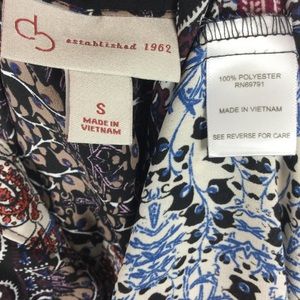 established 1962
S
MADE IN
VIETNAM
100% POLYESTER
RN69791
MADE IN VIETNAM
SEE REVERSE FOR CARE